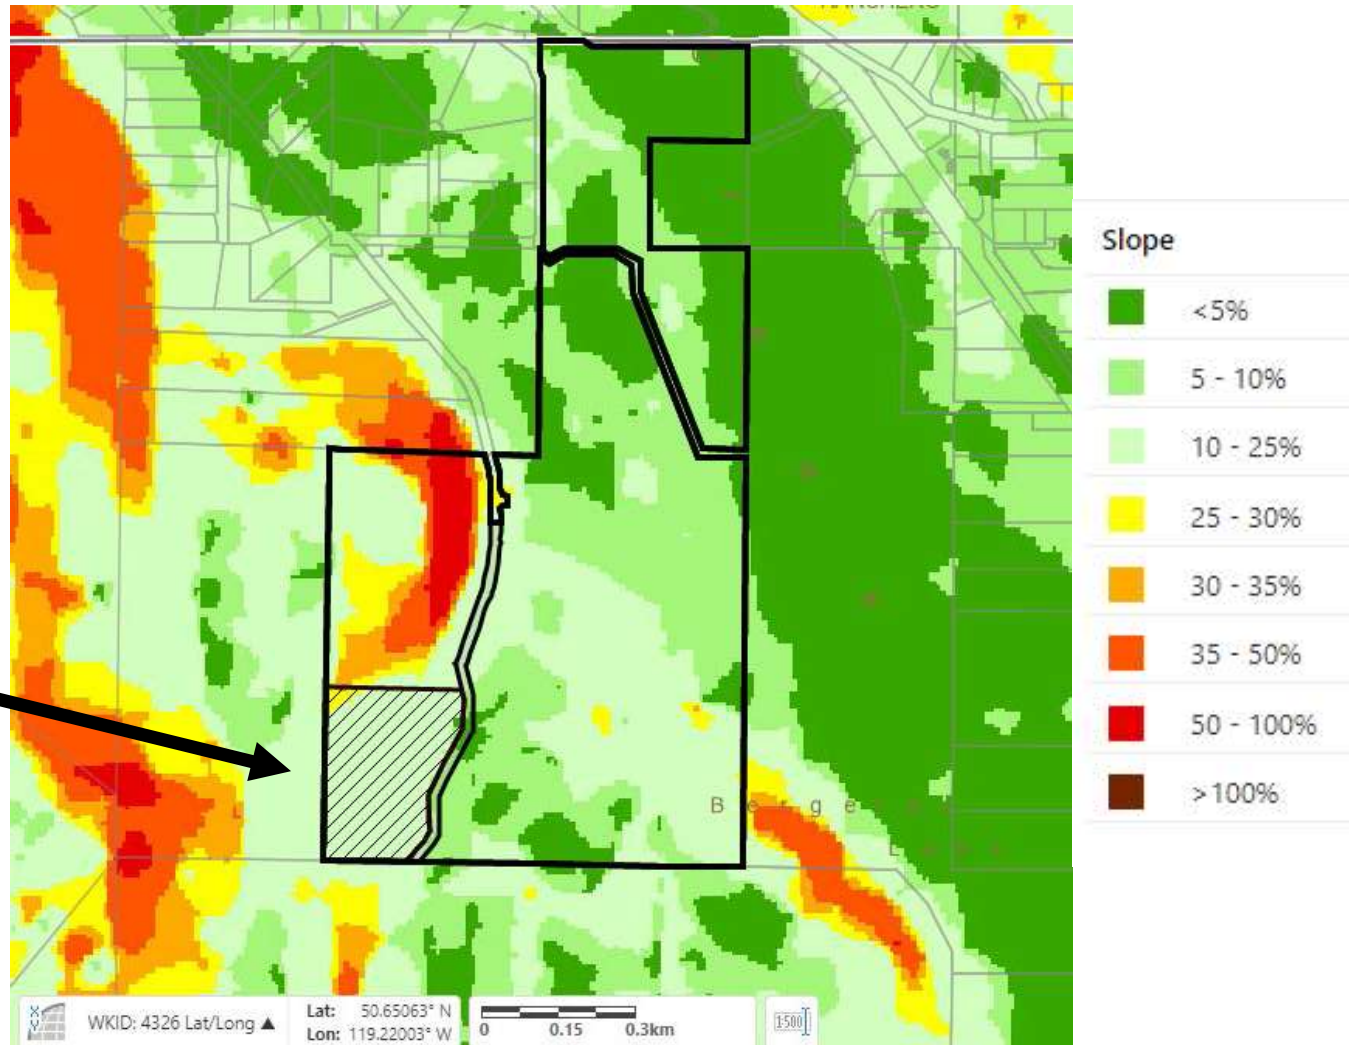 Slope
<5%
5 - 10%
10 - 25%
25 - 30%
30 - 35%
35 - 50%
50 - 100%
>100%
WKID: 4326 Lat/Long ▲
Lat: 50.65063° N
Lon: 119.22003° W
0 0.15 0.3km